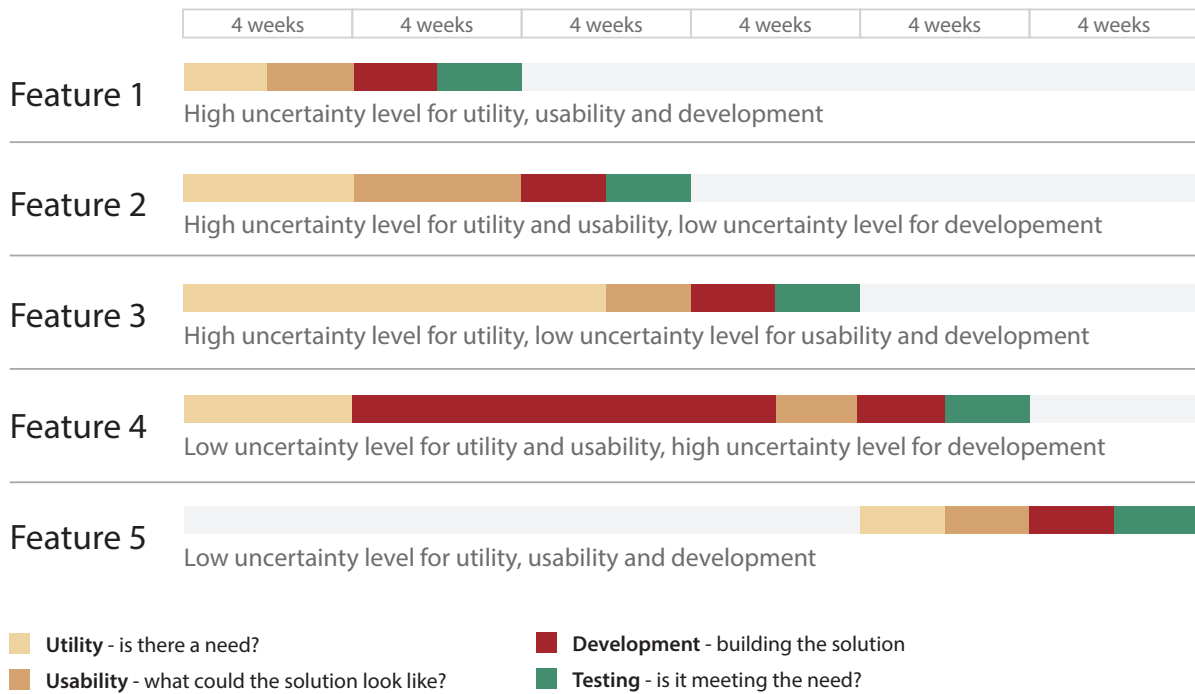 4 weeks 4 weeks 4 weeks 4 weeks 4 weeks 4 weeks
Feature 1
High uncertainty level for utility, usability and development
Feature 2
High uncertainty level for utility and usability, low uncertainty level for developement
Feature 3
High uncertainty level for utility, low uncertainty level for usability and development
Feature 4
Low uncertainty level for utility and usability, high uncertainty level for developement
Feature 5
Low uncertainty level for utility, usability and development
Utility - is there a need?
Usability - what could the solution look like?
Development - building the solution
Testing - is it meeting the need?